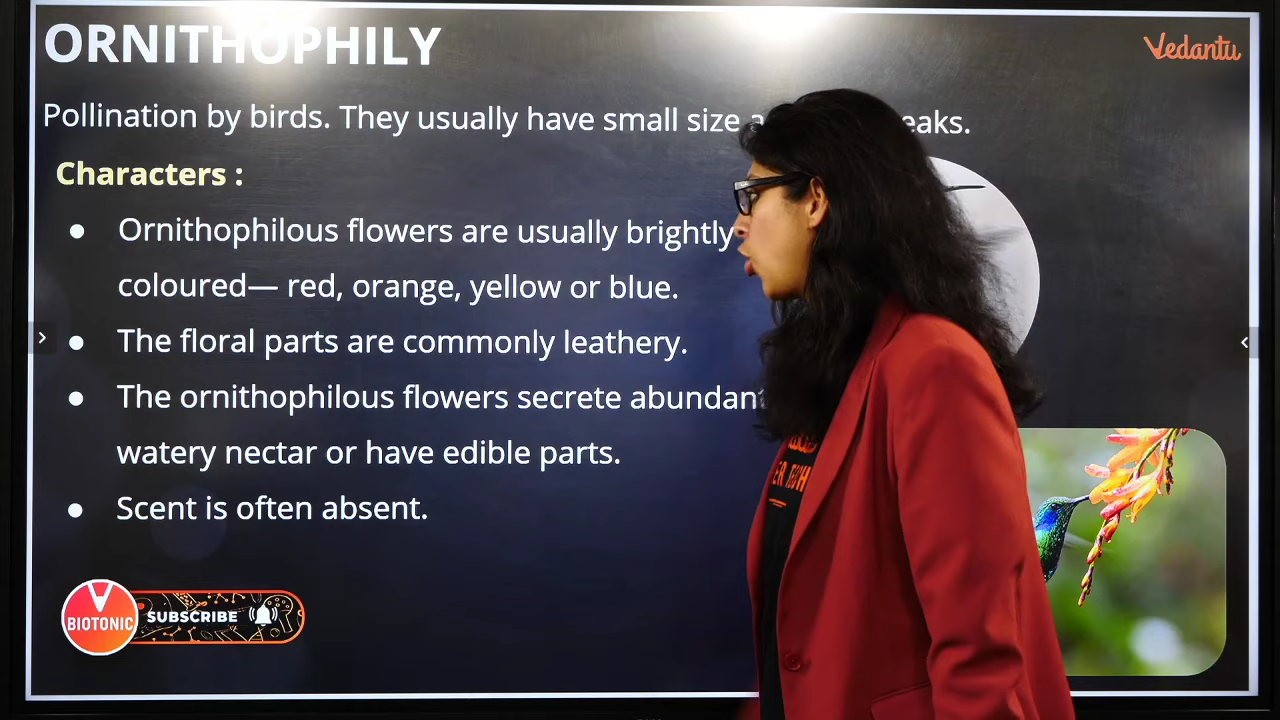 ORNITHOPHILY
Vedantu
Pollination by birds. They usually have small size
Characters :
● Ornithophilous flowers are usually brightly
coloured— red, orange, yellow or blue.
● The floral parts are commonly leathery.
● The ornithophilous flowers secrete abundant
watery nectar or have edible parts.
● Scent is often absent.
BIOTONIC
SUBSCRIBE